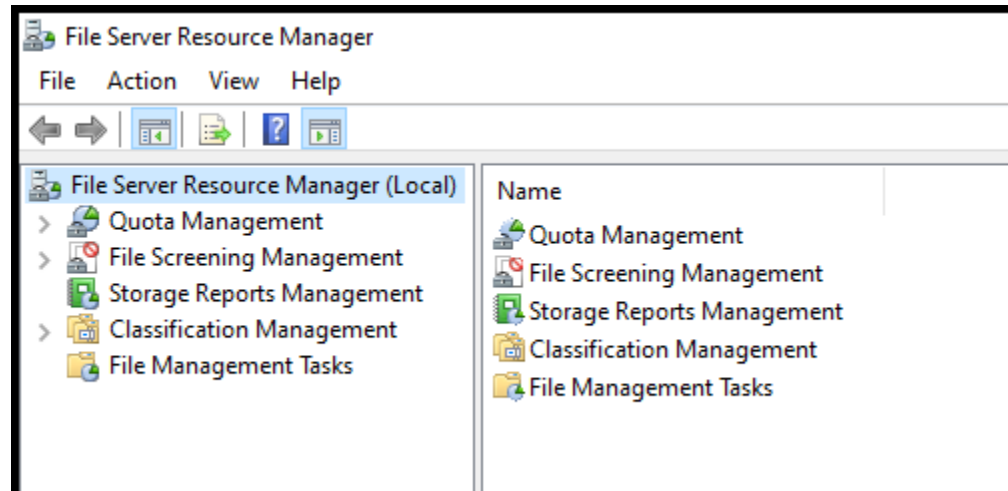 File Server Resource Manager
File Action View Help
File Server Resource Manager (Local)
Quota Management
File Screening Management
Storage Reports Management
Classification Management
File Management Tasks
Name
Quota Management
File Screening Management
Storage Reports Management
Classification Management
File Management Tasks